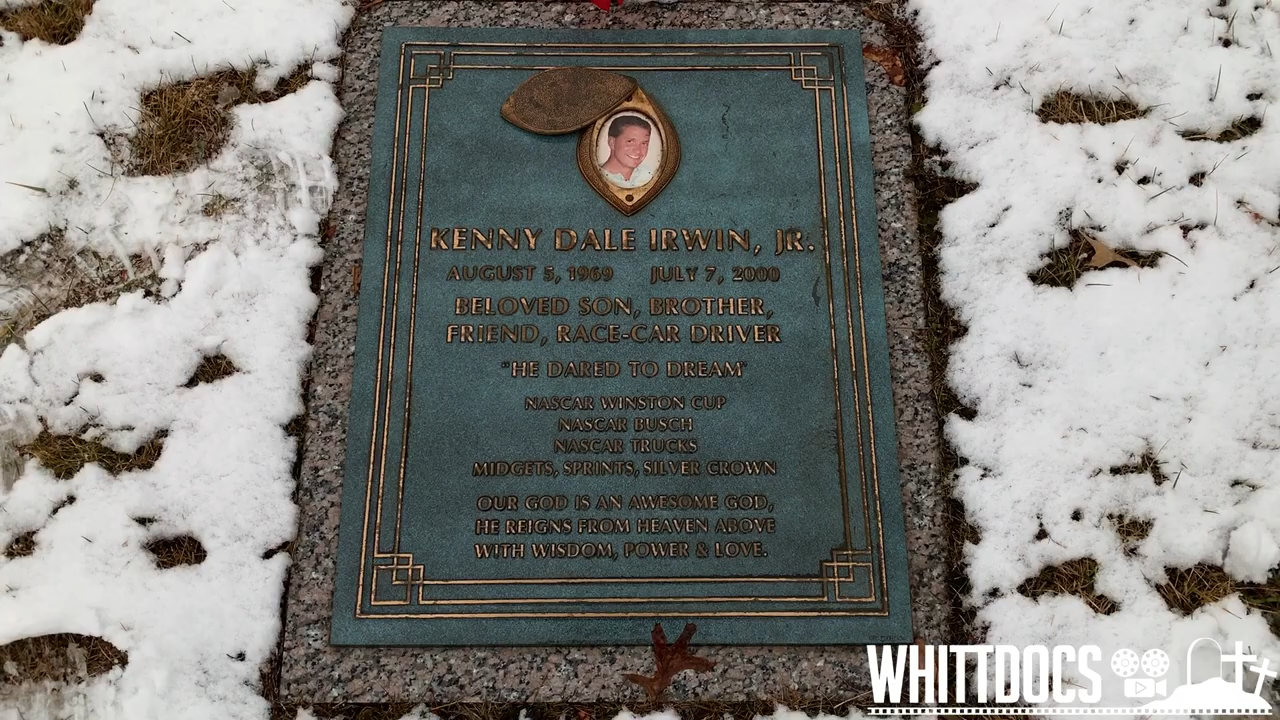 KENNY DALE IRWIN, JR.
AUGUST 5, 1969 JULY 7, 2000
BELOVED SON, BROTHER,
FRIEND, RACE-CAR DRIVER
"HE DARED TO DREAM"
NASCAR WINSTON CUP
NASCAR BUSCH
NASCAR TRUCKS
MIDGETS, SPRINTS, SILVER CROWN
OUR GOD IS AN AWESOME GOD,
HE REIGNS FROM HEAVEN ABOVE
WITH WISDOM, POWER & LOVE.
WHITTDOCS